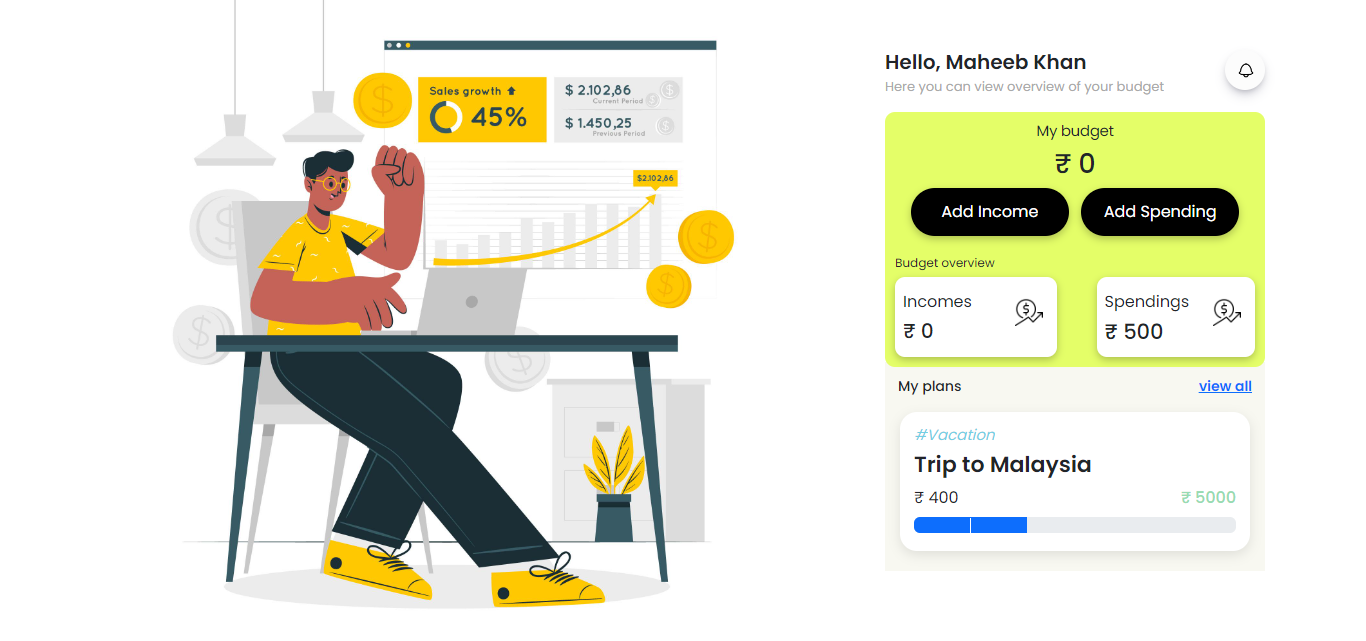 Sales growth
45%
$ 2.102,86
Current Period
$ 1.450,25
Previous Period
$2.102,86
Hello, Maheeb Khan
Here you can view overview of your budget
My budget
₹ 0
Add Income
Add Spending
Budget overview
Incomes
₹ 0
Spendings
₹ 500
My plans
view all
#Vacation
Trip to Malaysia
₹ 400
₹ 5000